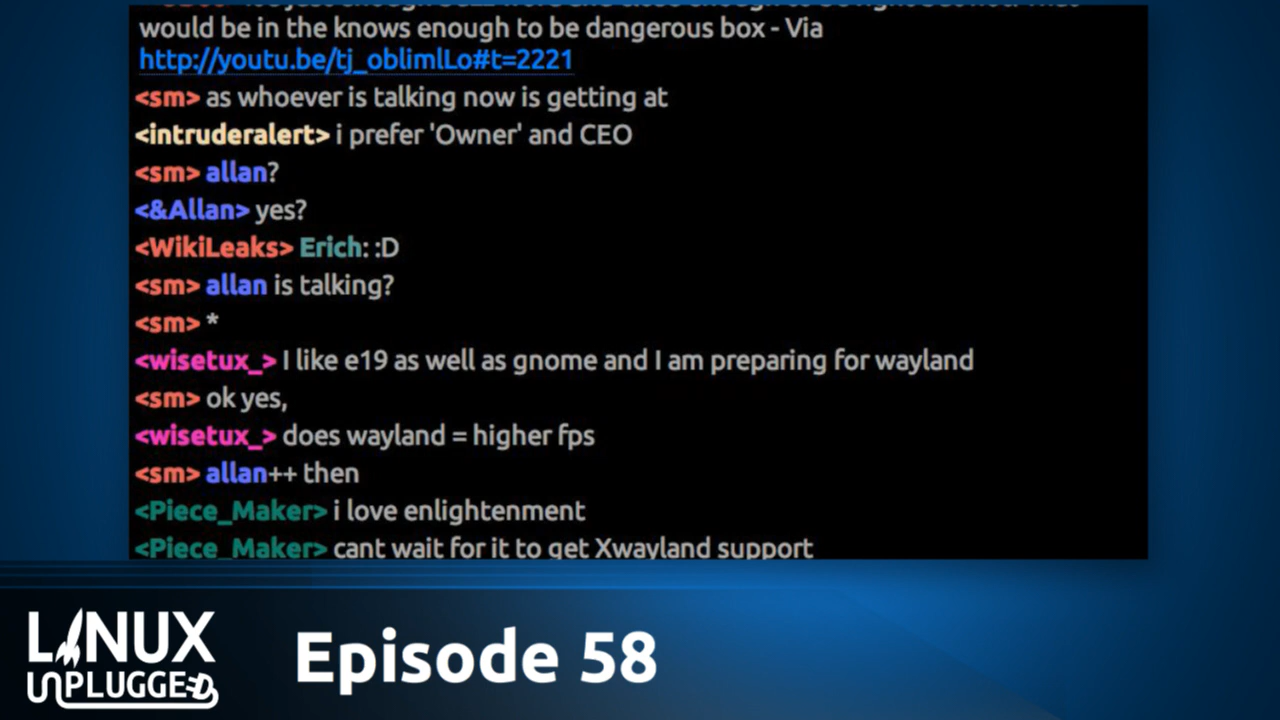 would be in the knows enough to be dangerous box - Via
http://youtu.be/tj_oblimlLo#t=2221
<sm> as whoever is talking now is getting at
<intruderalert> i prefer 'Owner' and CEO
<sm> allan?
<&Allan> yes?
<WikiLeaks> Erich: :D
<sm> allan is talking?
<sm> *
<wisetux_> I like e19 as well as gnome and I am preparing for wayland
<sm> ok yes,
<wisetux_> does wayland = higher fps
<sm> allan++ then
<Piece_Maker> i love enlightenment
<Piece_Maker> cant wait for it to get Xwayland support
LINUX
UNPLUGGED
Episode 58